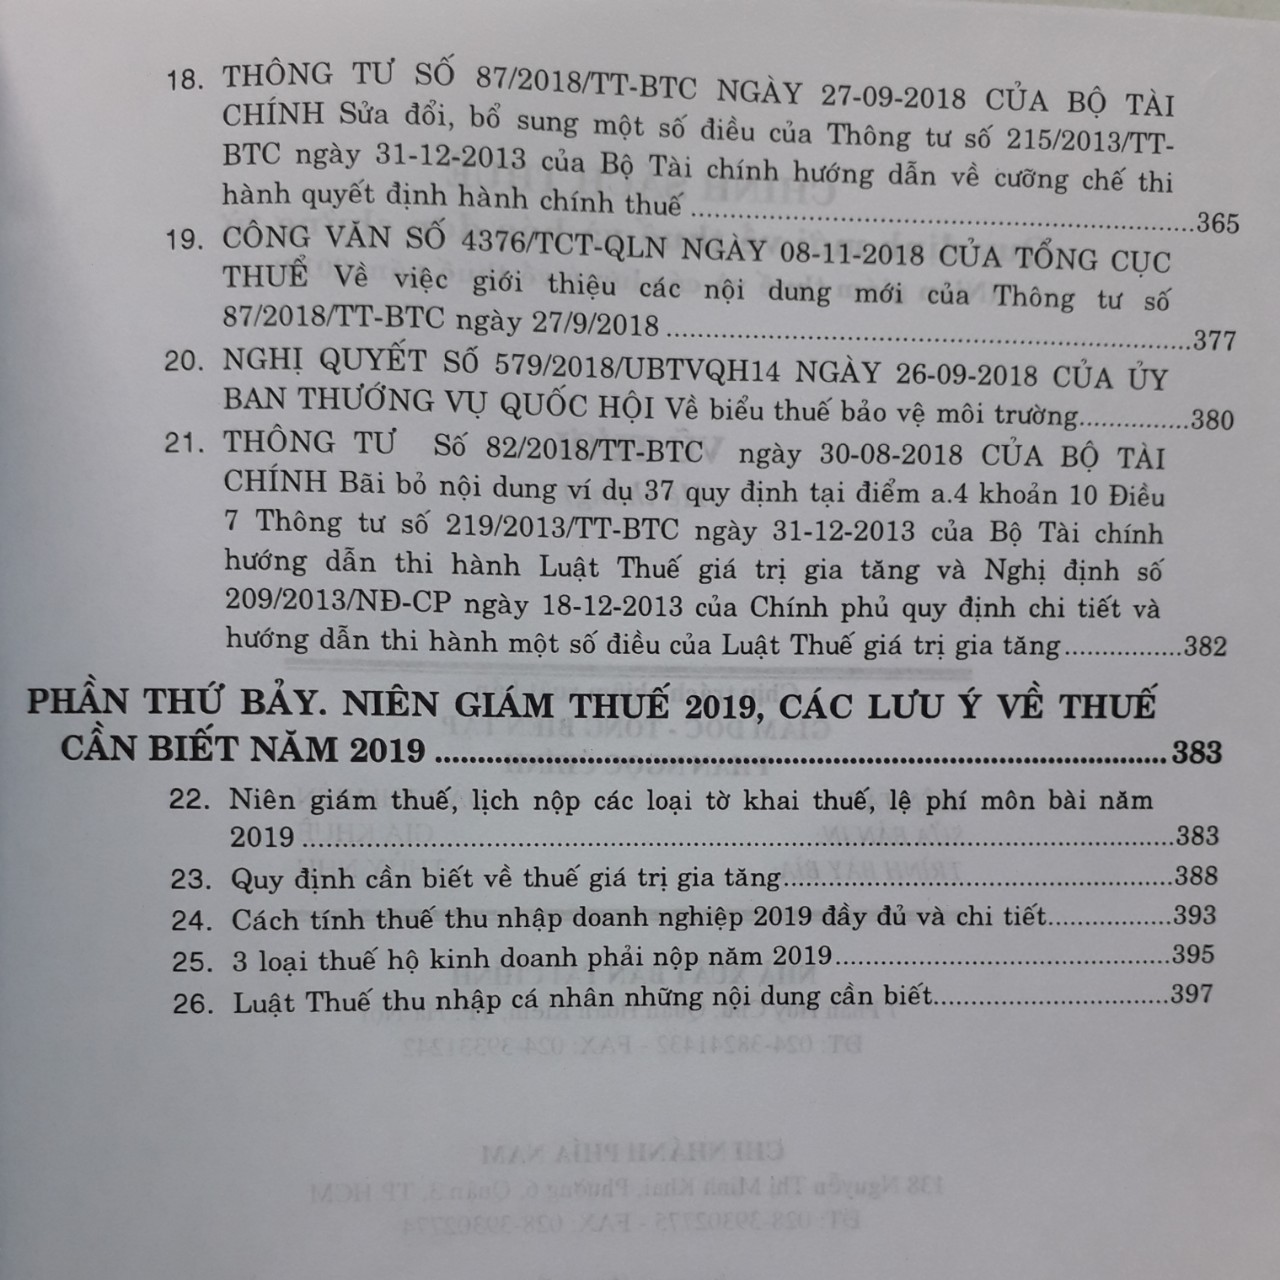 18. THÔNG TƯ SỐ 87/2018/TT-BTC NGÀY 27-09-2018 CỦA BỘ TÀI
CHÍNH Sửa đổi, bổ sung một số điều của Thông tư số 215/2013/TT-
BTC ngày 31-12-2013 của Bộ Tài chính hướng dẫn về cưỡng chế thi
hành quyết định hành chính thuế ........................................365
19. CÔNG VĂN SỐ 4376/TCT-QLN NGÀY 08-11-2018 CỬA TỔNG CỤC
THUẾ Về việc giới thiệu các nội dung mới của Thông tư số
87/2018/TT-BTC ngày 27/9/2018 ........................................377
20. NGHỊ QUYẾT SỐ 579/2018/UBTVQH14 NGÀY 26-09-2018 CỦA ỦY
BAN THƯỚNG VỤ QUỐC HỘI Về biểu thuế bảo vệ môi trường...............380
21. THÔNG TƯ Số 82/2018/TT-BTC ngày 30-08-2018 CỦA BỘ TÀI
CHÍNH Bãi bỏ nội dung ví dụ 37 quy định tại điểm a.4 khoản 10 Điều
7 Thông tư số 219/2013/TT-BTC ngày 31-12-2013 của Bộ Tài chính
hướng dẫn thi hành Luật Thuế giá trị gia tăng và Nghị định số
209/2013/NĐ-CP ngày 18-12-2013 của Chính phủ quy định chi tiết và
hướng dẫn thi hành một số điều của Luật Thuế giá trị gia tăng................382
PHẦN THỨ BẢY. NIÊN GIÁM THUẾ 2019, CÁC LƯU Ý VỀ THUẾ
CẦN BIẾT NĂM 2019 ........................................383
22. Niên giám thuế, lịch nộp các loại tờ khai thuế, lệ phí môn bài năm
2019 ........................................383
23. Quy định cần biết về thuế giá trị gia tăng........................................388
24. Cách tính thuế thu nhập doanh nghiệp 2019 đầy đủ và chi tiết................393
25. 3 loại thuế hộ kinh doanh phải nộp năm 2019........................................395
26. Luật Thuế thu nhập cá nhân những nội dung cần biết................................397